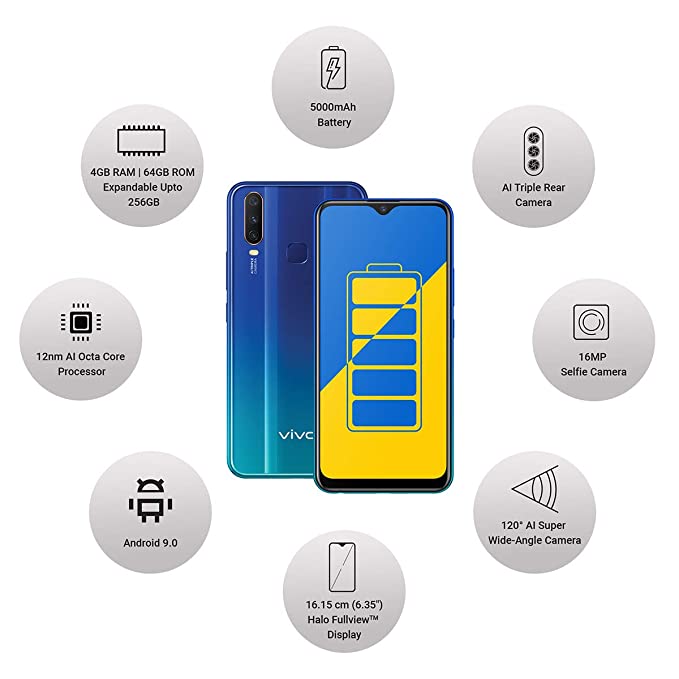 5000mAh
Battery
4GB RAM | 64GB ROM
Expandable Upto
256GB
AI Triple Rear
Camera
12nm AI Octa Core
Processor
16MP
Selfie Camera
vivo
Android 9.0
120° AI Super
Wide-Angle Camera
16.15 cm (6.35")
Halo Fullview™
Display